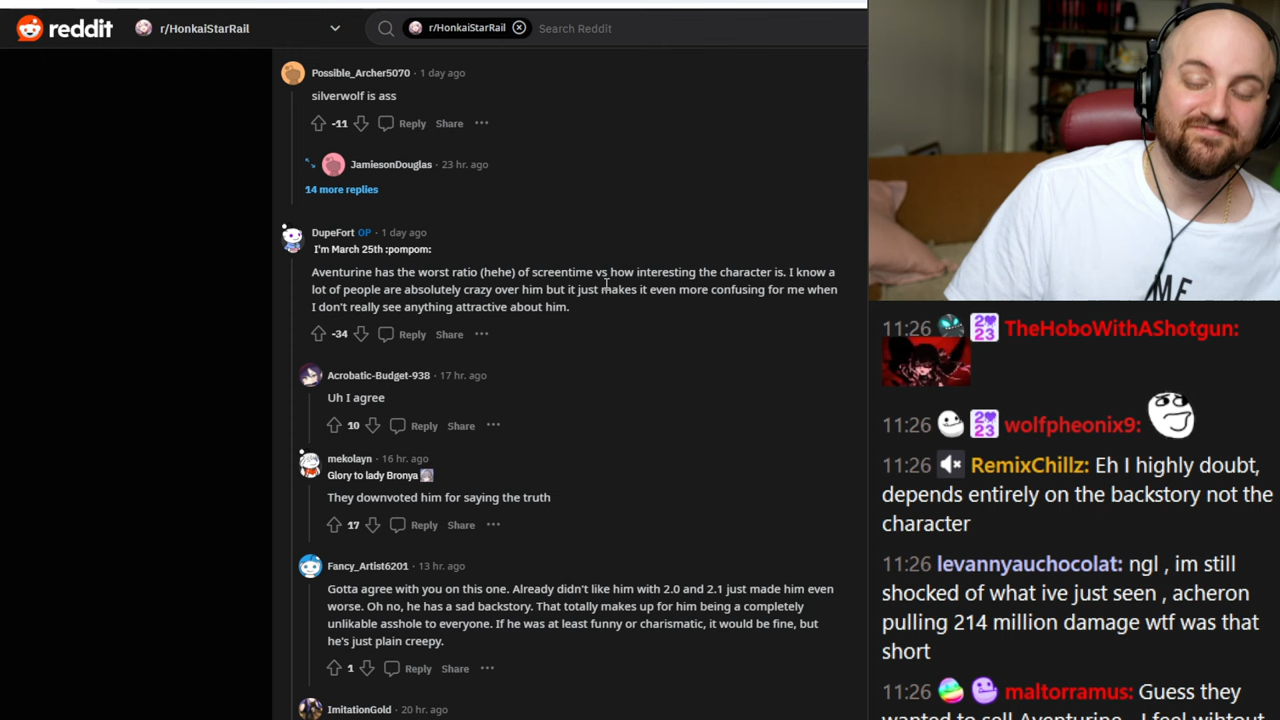 reddit
r/HonkaiStarRail
r/HonkaiStarRail
Search Reddit
Possible_Archer5070 · 1 day ago
silverwolf is ass
-11 Reply Share
JamiesonDouglas · 23 hr. ago
14 more replies
DupeFort OP · 1 day ago
I'm March 25th :pompom:
Aventurine has the worst ratio (hehe) of screentime vs how interesting the character is. I know a
lot of people are absolutely crazy over him but it just makes it even more confusing for me when
I don't really see anything attractive about him.
-34 Reply Share
Acrobatic-Budget-938 · 17 hr. ago
Uh I agree
10 Reply Share
mekolayn · 16 hr. ago
Glory to lady Bronya
They downvoted him for saying the truth
17 Reply Share
Fancy_Artist6201 · 13 hr. ago
Gotta agree with you on this one. Already didn't like him with 2.0 and 2.1 just made him even
worse. Oh no, he has a sad backstory. That totally makes up for him being a completely
unlikable asshole to everyone. If he was at least funny or charismatic, it would be fine, but
he's just plain creepy.
1 Reply Share
ImitationGold · 20 hr. ago
ME
11:26 2023 TheHoboWithAShotgun:
11:26 2023 wolfpheonix9:
11:26 RemixChillz: Eh I highly doubt,
depends entirely on the backstory not the
character
11:26 levannyauchocolat: ngl , im still
shocked of what ive just seen , acheron
pulling 214 million damage wtf was that
short
11:26 maltorramus: Guess they
wanted to sell Aventurine... I feel wihtout